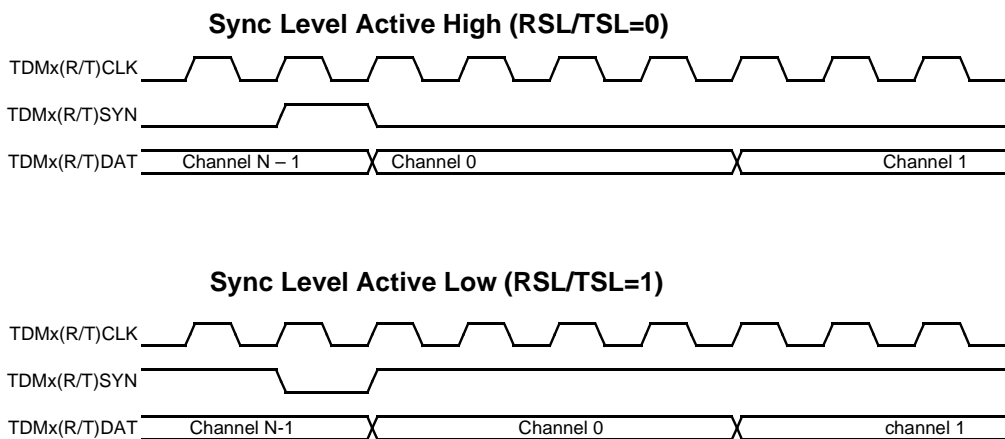 Sync Level Active High (RSL/TSL=0)
TDMx(R/T)CLK
TDMx(R/T)SYN
TDMx(R/T)DAT Channel N – 1 Channel 0 Channel 1
Sync Level Active Low (RSL/TSL=1)
TDMx(R/T)CLK
TDMx(R/T)SYN
TDMx(R/T)DAT Channel N-1 Channel 0 channel 1